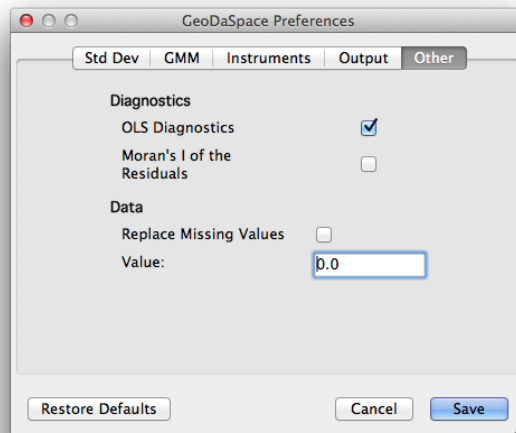 GeoDaSpace Preferences
Std Dev GMM Instruments Output Other
Diagnostics
OLS Diagnostics
Moran's I of the
Residuals
Data
Replace Missing Values
Value: 0.0
Restore Defaults Cancel Save